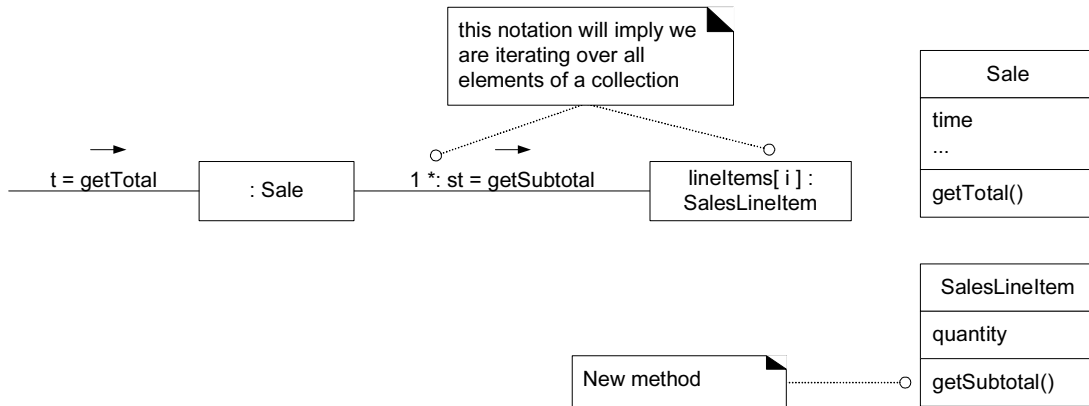 this notation will imply we
are iterating over all
elements of a collection
Sale
time
...
getTotal()
t = getTotal
: Sale
1 *: st = getSubtotal
lineItems[ i ] :
SalesLineItem
SalesLineItem
quantity
getSubtotal()
New method